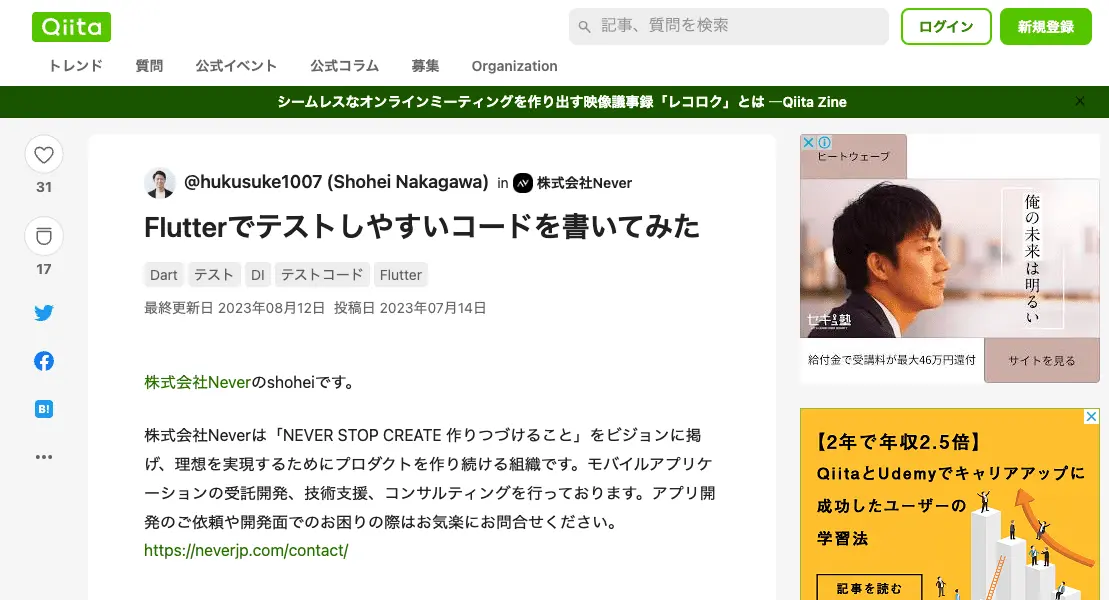 Qiita
記事、質問を検索
ログイン
新規登録
トレンド
質問
公式イベント
公式コラム
募集
Organization
シームレスなオンラインミーティングを作り出す映像議事録「レコロク」とは ―Qiita Zine
31
17
B!
@hukusuke1007 (Shohei Nakagawa) in 株式会社Never
Flutterでテストしやすいコードを書いてみた
Dart テスト DI テストコード Flutter
最終更新日 2023年08月12日 投稿日 2023年07月14日
株式会社Neverのshoheiです。
株式会社Neverは「NEVER STOP CREATE 作りつづけること」をビジョンに掲
げ、理想を実現するためにプロダクトを作り続ける組織です。モバイルアプリケ
ーションの受託開発、技術支援、コンサルティングを行っております。アプリ開
発のご依頼や開発面でのお困りの際はお気楽にお問合せください。
https://neverjp.com/contact/
ヒートウェーブ
俺の未来は明るい
セキュ塾
給付金で受講料が最大46万円還付
サイトを見る
【2年で年収2.5倍】
QiitaとUdemyでキャリアアップに
成功したユーザーの
学習法
記事を読む